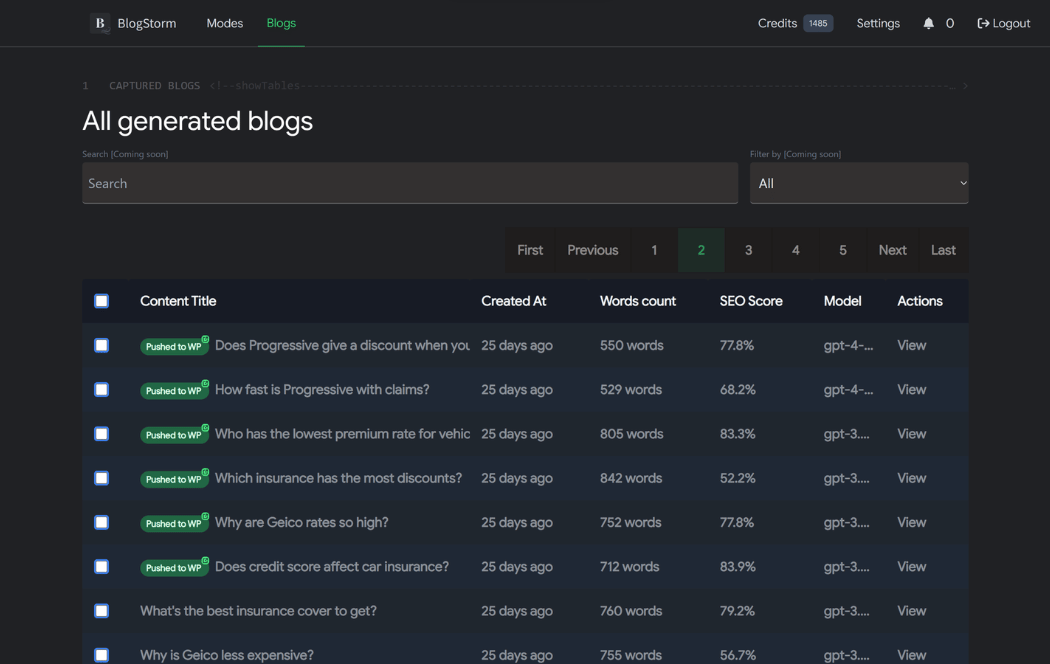 B BlogStorm Modes Blogs Credits 1485 Settings 0 Logout
1 CAPTURED BLOGS <!--showTables
All generated blogs
Search [Coming soon] Filter by [Coming soon]
Search All
First Previous 1 2 3 4 5 Next Last
Content Title Created At Words count SEO Score Model Actions
Pushed to WP Does Progressive give a discount when you 25 days ago 550 words 77.8% gpt-4-... View
Pushed to WP How fast is Progressive with claims? 25 days ago 529 words 68.2% gpt-4-... View
Pushed to WP Who has the lowest premium rate for vehic 25 days ago 805 words 83.3% gpt-3.... View
Pushed to WP Which insurance has the most discounts? 25 days ago 842 words 52.2% gpt-3.... View
Pushed to WP Why are Geico rates so high? 25 days ago 752 words 77.8% gpt-3.... View
Pushed to WP Does credit score affect car insurance? 25 days ago 712 words 83.9% gpt-3.... View
What's the best insurance cover to get? 25 days ago 760 words 79.2% gpt-3.... View
Why is Geico less expensive? 25 days ago 755 words 56.7% gpt-3.... View